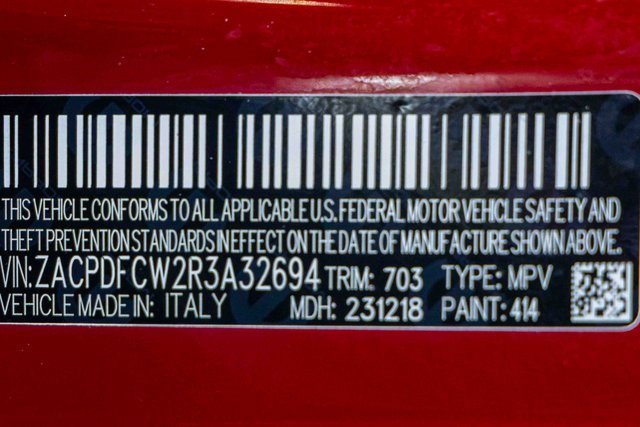 THIS VEHICLE CONFORMS TO ALL APPLICABLE U.S. FEDERAL MOTOR VEHICLE SAFETY AND
THEFT PREVENTION STANDARDS IN EFFECT ON THE DATE OF MANUFACTURE SHOWN ABOVE.
VIN: ZACPDFCW2R3A32694 TRIM: 703 TYPE: MPV
VEHICLE MADE IN: ITALY MDH: 231218 PAINT: 414